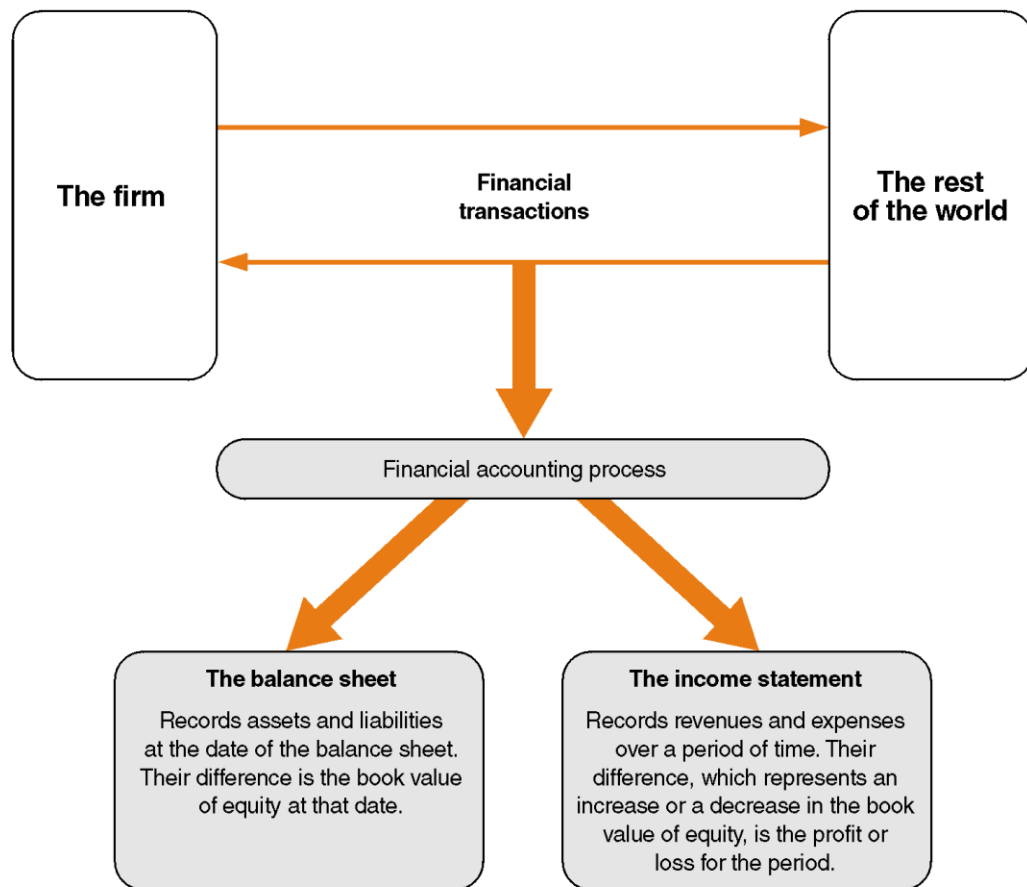 The firm
Financial
transactions
The rest
of the world
Financial accounting process
The balance sheet
Records assets and liabilities
at the date of the balance sheet.
Their difference is the book value
of equity at that date.
The income statement
Records revenues and expenses
over a period of time. Their
difference, which represents an
increase or a decrease in the book
value of equity, is the profit or
loss for the period.